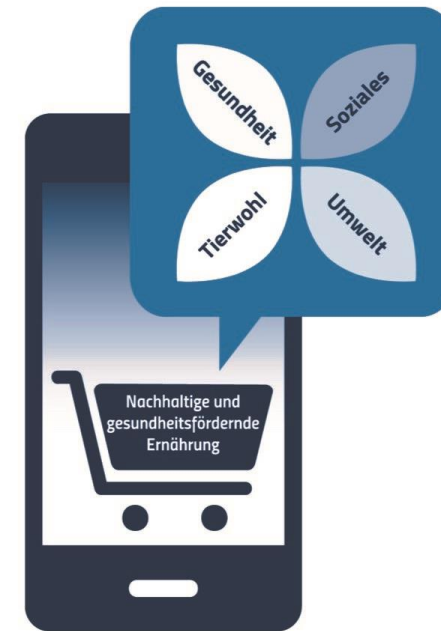 Gesundheit
Soziales
Tierwohl
Umwelt
Nachhaltige und
gesundheitsfördernde
Ernährung